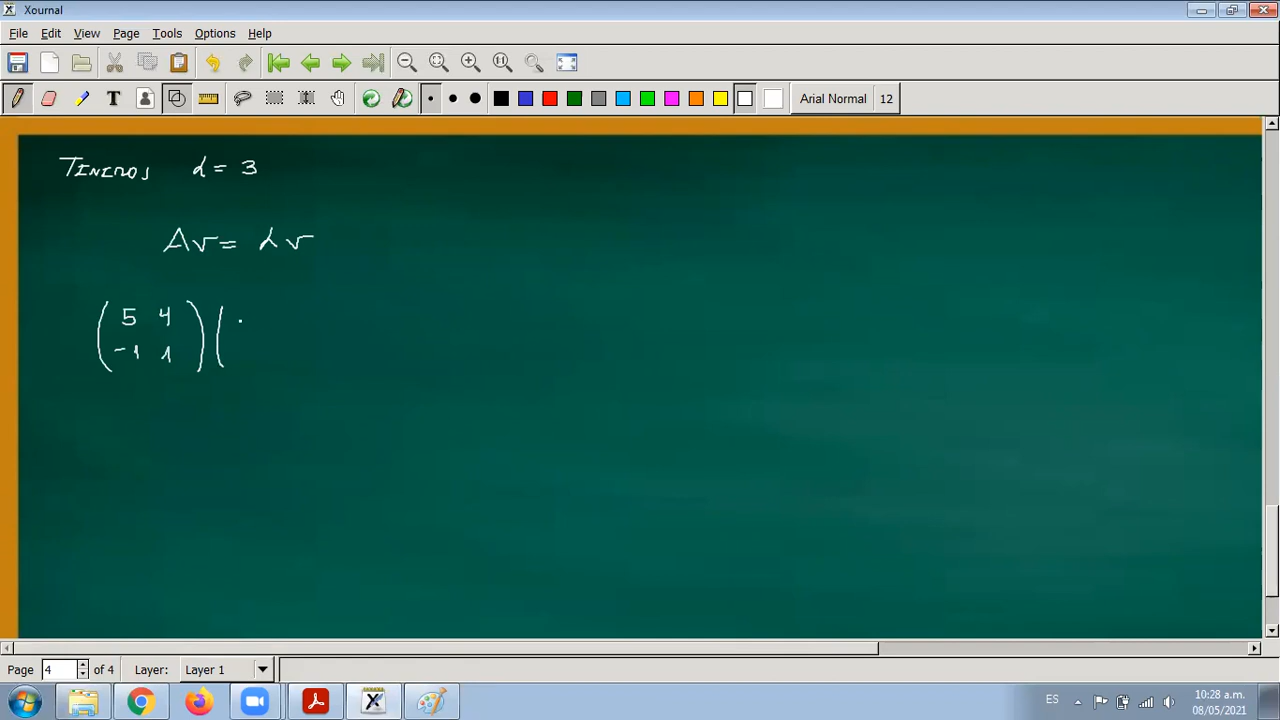 Xournal
File Edit View Page Tools Options Help
Arial Normal 12
λ = 3
Av = λv
( 5 4 ) (
-1 1
Page 4 of 4 Layer: Layer 1
ES 10:28 a.m.
08/05/2021